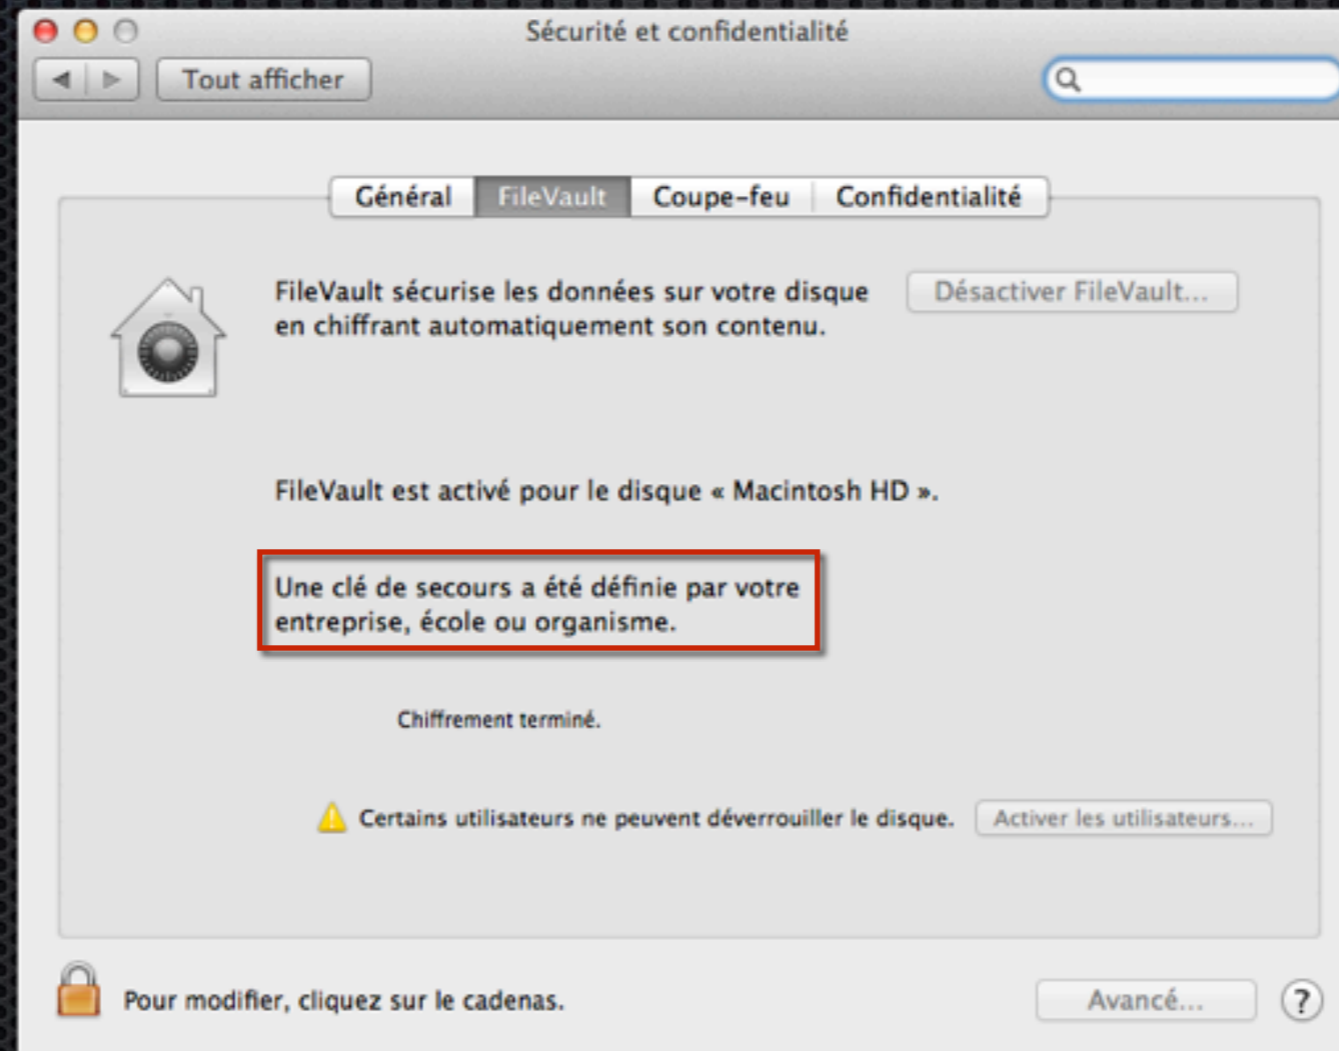 Sécurité et confidentialité
Tout afficher
Général FileVault Coupe-feu Confidentialité
FileVault sécurise les données sur votre disque
en chiffrant automatiquement son contenu.
Désactiver FileVault...
FileVault est activé pour le disque « Macintosh HD ».
Une clé de secours a été définie par votre
entreprise, école ou organisme.
Chiffrement terminé.
Certains utilisateurs ne peuvent déverrouiller le disque.
Activer les utilisateurs...
Pour modifier, cliquez sur le cadenas.
Avancé...
?